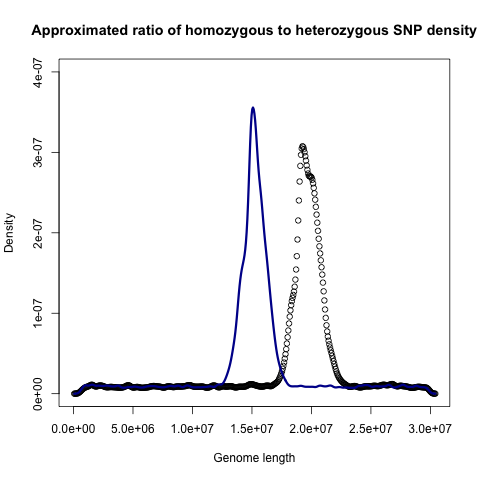 Approximated ratio of homozygous to heterozygous SNP density
4e-07
3e-07
2e-07
1e-07
0e+00
Density
0.0e+00 5.0e+06 1.0e+07 1.5e+07 2.0e+07 2.5e+07 3.0e+07
Genome length